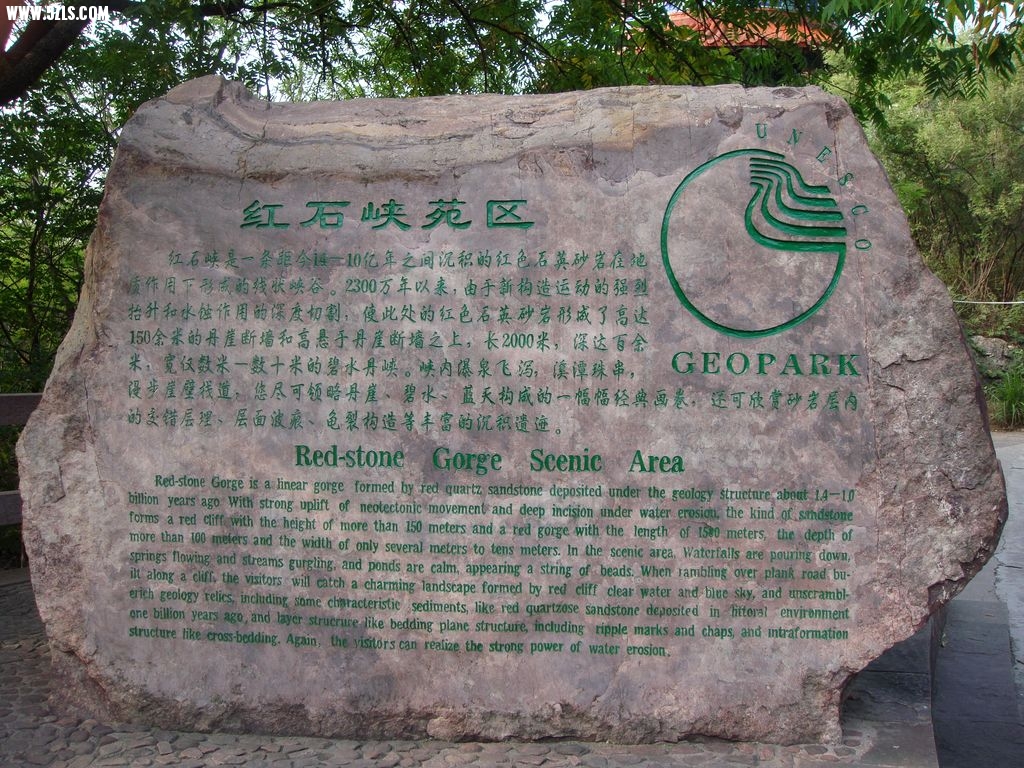 WWW.JZLS.COM
UNESCO
红石峡苑区
GEOPARK
红石峡是一条距今14—10亿年之间沉积的红色石英砂岩在地
质作用下形成的线状峡谷。2300万年以来,由于新构造运动的强烈
抬升和水蚀作用的深度切割,使此处的红色石英砂岩形成了高达
150余米的丹崖断墙和高悬于丹崖断墙之上,长2000米,深达百余
米,宽仅数米—数十米的碧水丹峡。峡内瀑泉飞泻,溪潭珠串,
漫步崖壁栈道,您尽可领略丹崖、碧水、蓝天构成的一幅幅经典画卷,还可欣赏砂岩层内
的交错层理、层面波痕、龟裂构造等丰富的沉积遗迹。
Red-stone Gorge Scenic Area
Red-stone Gorge is a linear gorge formed by red quartz sandstone deposited under the geology structure about 1.4—1.0
billion years ago With strong uplift of neotectonic movement and deep incision under water erosion, the kind of sandstone
forms a red cliff with the height of more than 150 meters and a red gorge with the length of 1500 meters, the depth of
more than 100 meters and the width of only several meters to tens meters. In the scenic area, Waterfalls are pouring down,
springs flowing and streams gurgling, and ponds are calm, appearing a string of beads. When rambling over plank road bu-
ilt along a cliff, the visitors will catch a charming landscape formed by red cliff clear water and blue sky, and unscrambl-
erich geology relics, including some characteristic sediments, like red quartzose sandstone deposited in littoral environment
one billion years ago, and layer strucrure like bedding plane structure, including ripple marks and chaps, and intraformation
structure like cross-bedding. Again, the visitors can realize the strong power of water erosion.